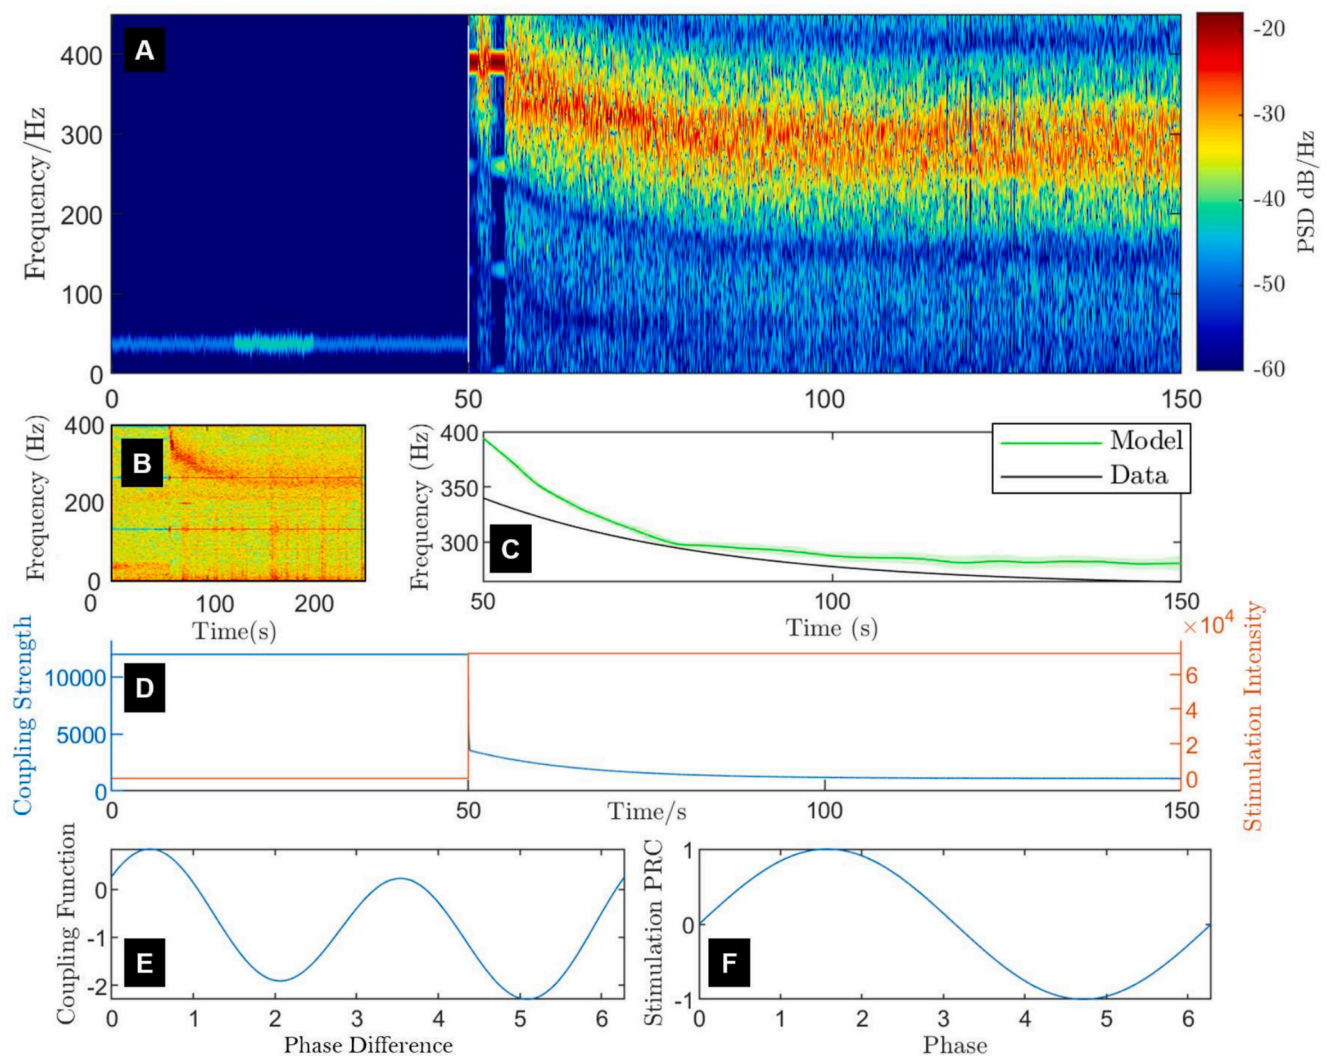 A
Frequency/Hz
400
300
200
100
0
0
50
100
150
-20
-30
-40
-50
-60
PSD dB/Hz
B
Frequency (Hz)
400
200
0
0
100
200
Time(s)
C
Frequency (Hz)
400
350
300
50
100
150
Time (s)
Model
Data
D
Coupling Strength
10000
5000
0
0
50
100
150
Time/s
×10⁴
6
4
2
0
Stimulation Intensity
E
Coupling Function
0
-1
-2
0
1
2
3
4
5
6
Phase Difference
F
Stimulation PRC
1
0
-1
0
1
2
3
4
5
6
Phase